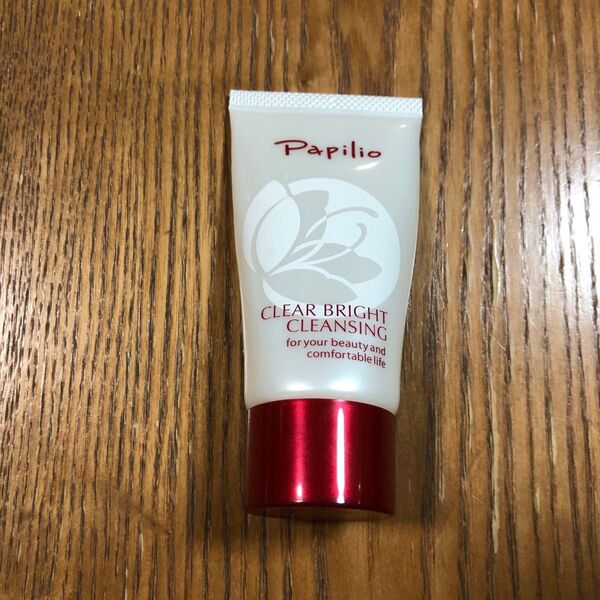 Papilio
CLEAR BRIGHT
CLEANSING
for your beauty and
comfortable life